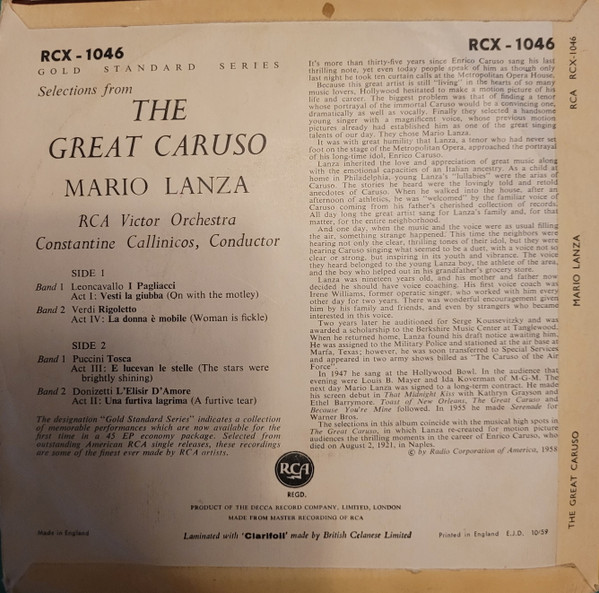 RCX - 1046
GOLD STANDARD SERIES
Selections from
THE
GREAT CARUSO
MARIO LANZA
RCA Victor Orchestra
Constantine Callinicos, Conductor
SIDE 1
Band 1 Leoncavallo I Pagliacci
Act I: Vesti la giubba (On with the motley)
Band 2 Verdi Rigoletto
Act IV: La donna è mobile (Woman is fickle)
SIDE 2
Band 1 Puccini Tosca
Act III: E lucevan le stelle (The stars were
brightly shining)
Band 2 Donizetti L'Elisir D'Amore
Act II: Una furtiva lagrima (A furtive tear)
The designation "Gold Standard Series" indicates a collection
of memorable performances which are now available for the
first time in a 45 EP economy package. Selected from
outstanding American RCA single releases, these recordings
are some of the finest ever made by RCA artists.
RCX - 1046
It's more than thirty-five years since Enrico Caruso sang his last
thrilling note, yet even today people speak of him as though only
last night he took ten curtain calls at the Metropolitan Opera House.
Because this great artist is still "living" in the hearts of so many
music lovers, Hollywood hesitated to make a motion picture of his
life and career. The biggest problem was that of finding a tenor
whose portrayal of the immortal Caruso would be a convincing one,
dramatically as well as vocally. Finally they selected a handsome
young singer with a magnificent voice, whose previous motion
pictures already had established him as one of the great singing
talents of our day. They chose Mario Lanza.
It was with great humility that Lanza, a tenor who had never set
foot on the stage of the Metropolitan Opera, approached the portrayal
of his long-time idol, Enrico Caruso.
Lanza inherited the love and appreciation of great music along
with the emotional capacities of an Italian ancestry. As a child at
home in Philadelphia, young Lanza's "lullabies" were the arias of
Caruso. The stories he heard were the lovingly told and retold
anecdotes of Caruso. When he walked into the house, after an
afternoon of athletics, he was "welcomed" by the familiar voice of
Caruso coming from his father's cherished collection of records.
All day long the great artist sang for Lanza's family and, for that
matter, for the entire neighborhood.
And one day, when the music and the voice were as usual filling
the air, something strange happened. This time the neighbors were
hearing not only the clear, thrilling tones of their idol, but they were
hearing Caruso singing what seemed to be a duet, with a voice not so
clear or strong, but inspiring in its youth and vibrance. The voice
they heard belonged to the young Lanza boy, the athlete of the area,
and the boy who helped out in his grandfather's grocery store.
Lanza was nineteen years old, and his mother and father now
decided he should have voice coaching. His first voice coach was
Irene Williams, former operatic singer, who worked with him every
other day for two years. There was wonderful encouragement given
him by his family and friends, and even by strangers who became
interested in this voice.
Two years later he auditioned for Serge Koussevitzky and was
awarded a scholarship to the Berkshire Music Center at Tanglewood.
When he returned home, Lanza found his draft notice awaiting him.
He was assigned to the Military Police and stationed at the air base at
Marfa, Texas; however, he was soon transferred to Special Services
and appeared in two army shows billed as "The Caruso of the Air
Force".
In 1947 he sang at the Hollywood Bowl. In the audience that
evening were Louis B. Mayer and Ida Koverman of M-G-M. The
next day Mario Lanza was signed to a long-term contract. He made
his screen debut in That Midnight Kiss with Kathryn Grayson and
Ethel Barrymore. Toast of New Orleans, The Great Caruso and
Because You're Mine followed. In 1955 he made Serenade for
Warner Bros.
The selections in this album coincide with the musical high spots in
The Great Caruso, in which Lanza re-created for motion picture
audiences the thrilling moments in the career of Enrico Caruso, who
died on August 2, 1921, in Naples.
© by Radio Corporation of America, 1958
RCA
REGD.
PRODUCT OF THE DECCA RECORD COMPANY, LIMITED, LONDON
MADE FROM MASTER RECORDING OF RCA
Made in England
Laminated with 'Clarifoil' made by British Celanese Limited
Printed in England E.J.D. 10/59
RCA RCX-1046
MARIO LANZA
THE GREAT CARUSO